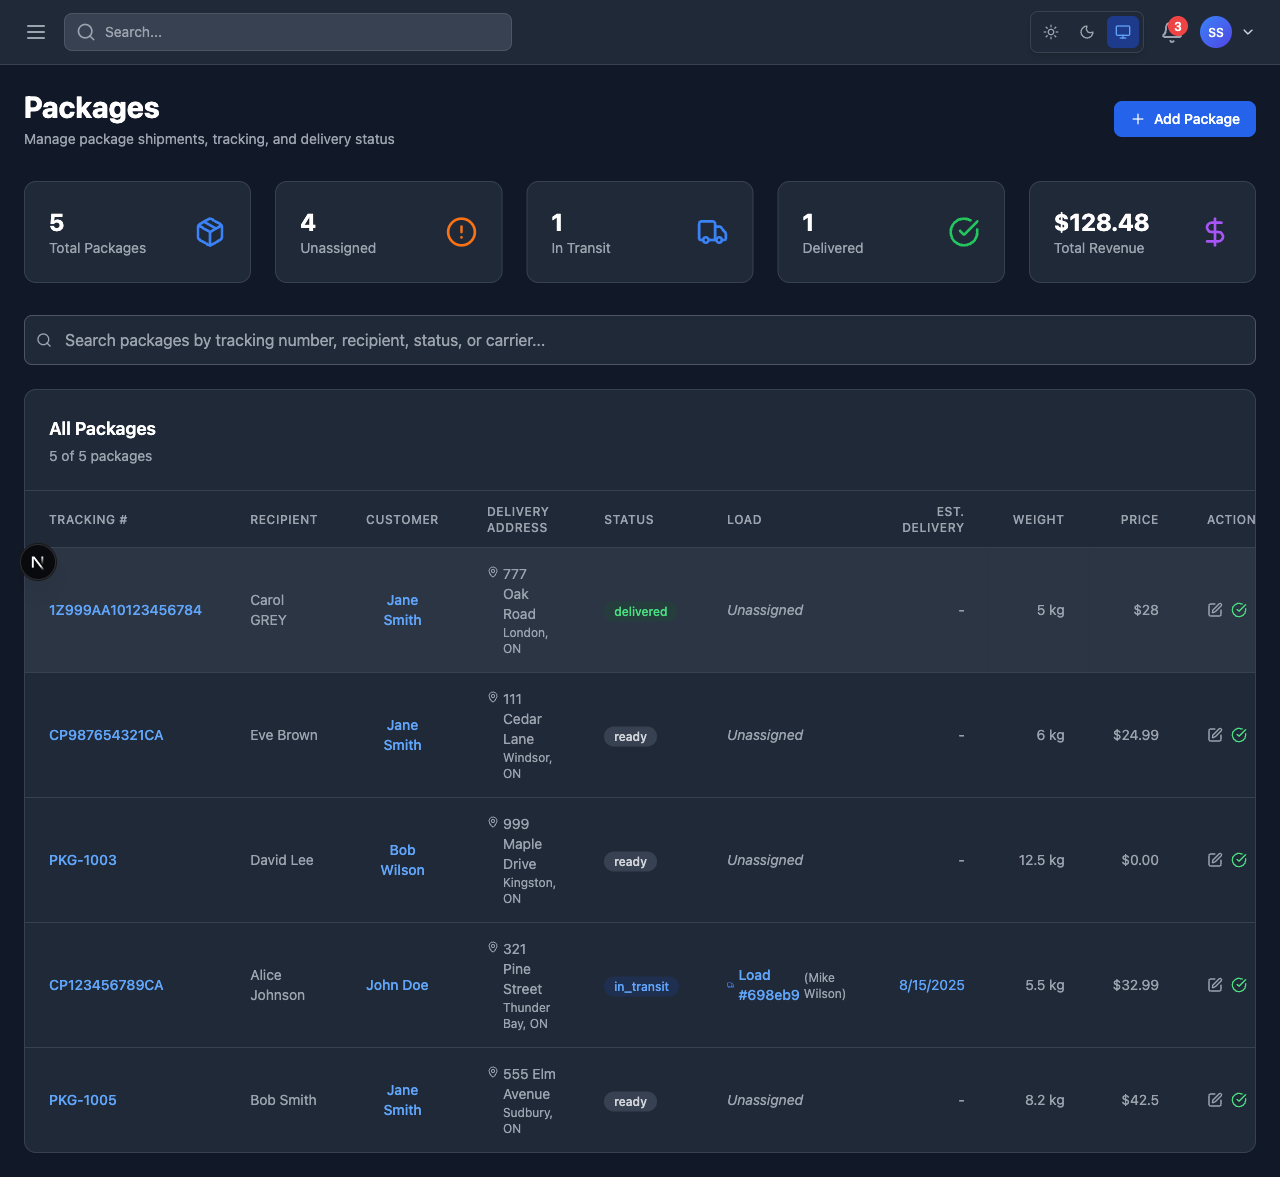 Search...
3
SS
Packages
Manage package shipments, tracking, and delivery status
Add Package
5
Total Packages
4
Unassigned
1
In Transit
1
Delivered
$128.48
Total Revenue
Search packages by tracking number, recipient, status, or carrier...
All Packages
5 of 5 packages
TRACKING # RECIPIENT CUSTOMER DELIVERY ADDRESS STATUS LOAD EST. DELIVERY WEIGHT PRICE ACTION
N
1Z999AA10123456784
Carol
GREY
Jane
Smith
777
Oak
Road
London,
ON
delivered
Unassigned
-
5 kg
$28
CP987654321CA
Eve Brown
Jane
Smith
111
Cedar
Lane
Windsor,
ON
ready
Unassigned
-
6 kg
$24.99
PKG-1003
David Lee
Bob
Wilson
999
Maple
Drive
Kingston,
ON
ready
Unassigned
-
12.5 kg
$0.00
CP123456789CA
Alice
Johnson
John Doe
321
Pine
Street
Thunder
Bay, ON
in_transit
Load
#698eb9
(Mike
Wilson)
8/15/2025
5.5 kg
$32.99
PKG-1005
Bob Smith
Jane
Smith
555 Elm
Avenue
Sudbury,
ON
ready
Unassigned
-
8.2 kg
$42.5